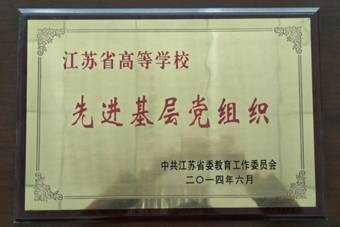 江苏省高等学校
先进基层党组织
中共江苏省委教育工作委员会
二〇一四年六月